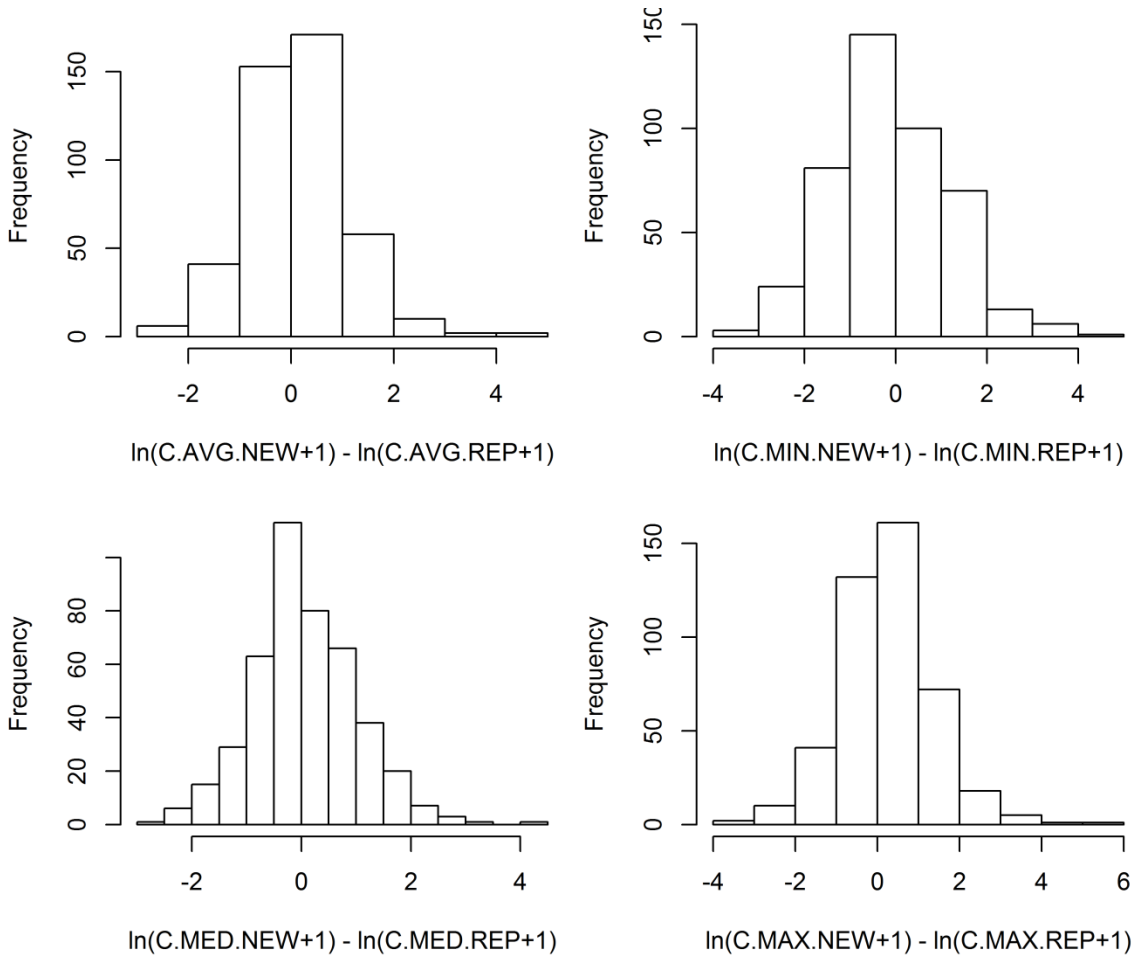 Frequency
0 50 100 150
-2 0 2 4
ln(C.AVG.NEW+1) - ln(C.AVG.REP+1)
Frequency
0 50 100 150
-4 -2 0 2 4
ln(C.MIN.NEW+1) - ln(C.MIN.REP+1)
Frequency
0 20 40 60 80
-2 0 2 4
ln(C.MED.NEW+1) - ln(C.MED.REP+1)
Frequency
0 50 100 150
-4 -2 0 2 4 6
ln(C.MAX.NEW+1) - ln(C.MAX.REP+1)